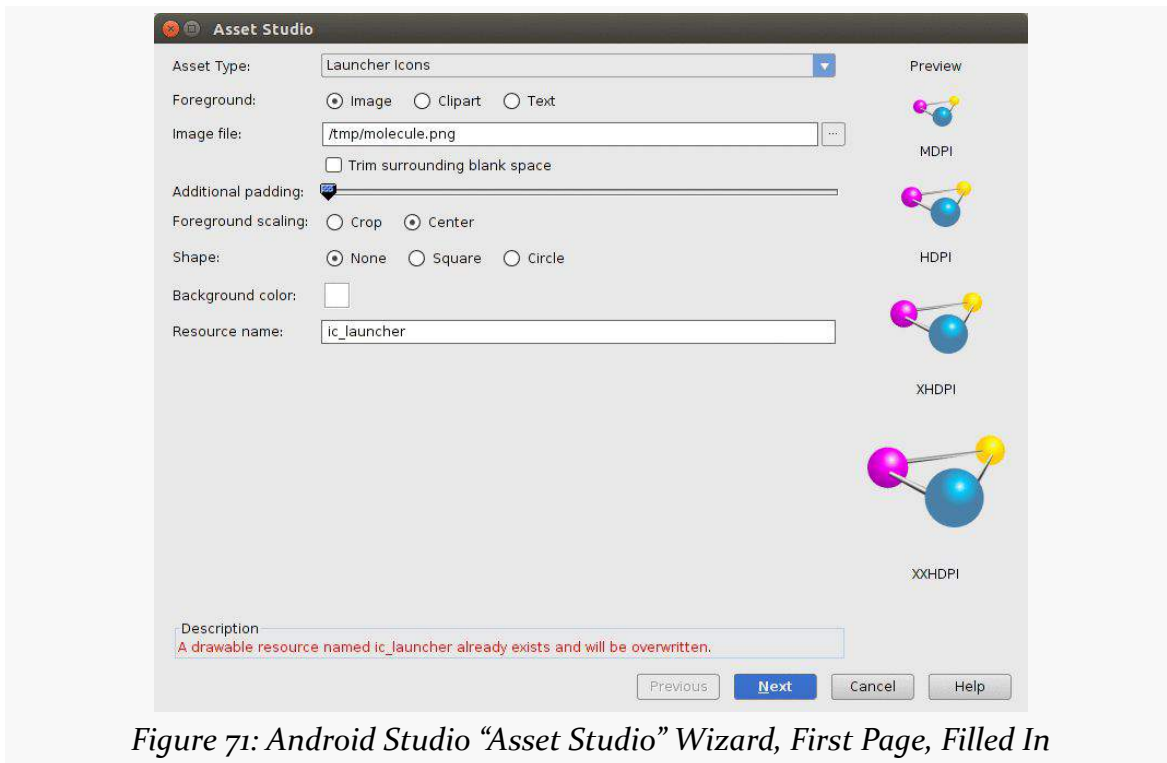 Asset Studio
Asset Type: Launcher Icons
Preview
Foreground: Image Clipart Text
Image file: /tmp/molecule.png ...
MDPI
Trim surrounding blank space
Additional padding:
Foreground scaling: Crop Center
Shape: None Square Circle
HDPI
Background color:
Resource name: ic_launcher
XHDPI
XXHDPI
Description
A drawable resource named ic_launcher already exists and will be overwritten.
Previous Next Cancel Help
Figure 71: Android Studio “Asset Studio” Wizard, First Page, Filled In